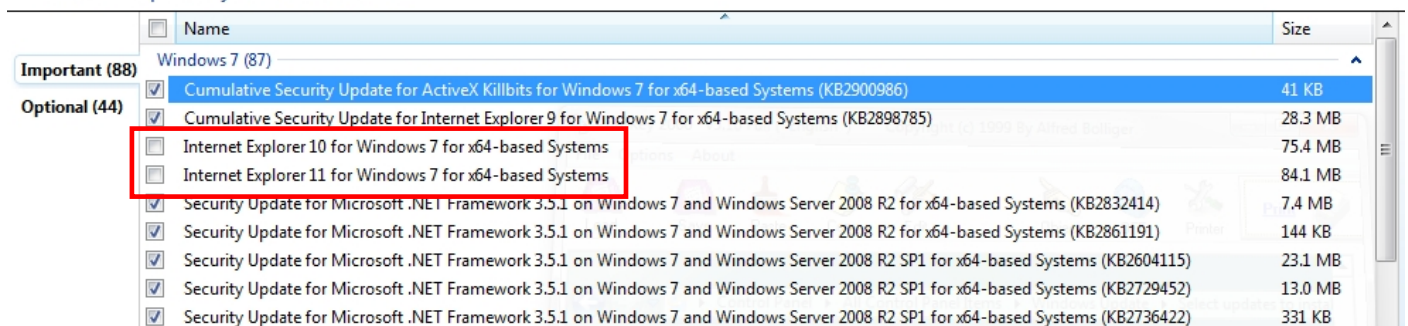 Name Size
Important (88)
Optional (44)
Windows 7 (87)
Cumulative Security Update for ActiveX Killbits for Windows 7 for x64-based Systems (KB2900986) 41 KB
Cumulative Security Update for Internet Explorer 9 for Windows 7 for x64-based Systems (KB2898785) 28.3 MB
Internet Explorer 10 for Windows 7 for x64-based Systems 75.4 MB
Internet Explorer 11 for Windows 7 for x64-based Systems 84.1 MB
Security Update for Microsoft .NET Framework 3.5.1 on Windows 7 and Windows Server 2008 R2 for x64-based Systems (KB2832414) 7.4 MB
Security Update for Microsoft .NET Framework 3.5.1 on Windows 7 and Windows Server 2008 R2 for x64-based Systems (KB2861191) 144 KB
Security Update for Microsoft .NET Framework 3.5.1 on Windows 7 and Windows Server 2008 R2 SP1 for x64-based Systems (KB2604115) 23.1 MB
Security Update for Microsoft .NET Framework 3.5.1 on Windows 7 and Windows Server 2008 R2 SP1 for x64-based Systems (KB2729452) 13.0 MB
Security Update for Microsoft .NET Framework 3.5.1 on Windows 7 and Windows Server 2008 R2 SP1 for x64-based Systems (KB2736422) 331 KB